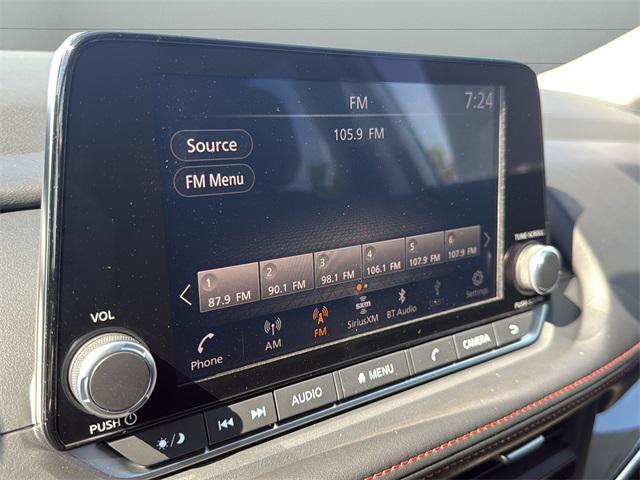 FM
7:24
105.9 FM
Source
FM Menu
1 2 3 4 5 6
87.9 FM 90.1 FM 98.1 FM 106.1 FM 107.9 FM 107.9 FM
Phone AM FM SiriusXM BT Audio Settings
sxm
TUNE·SCROLL
VOL
PUSH
PUSH
AUDIO
MENU
CAMERA